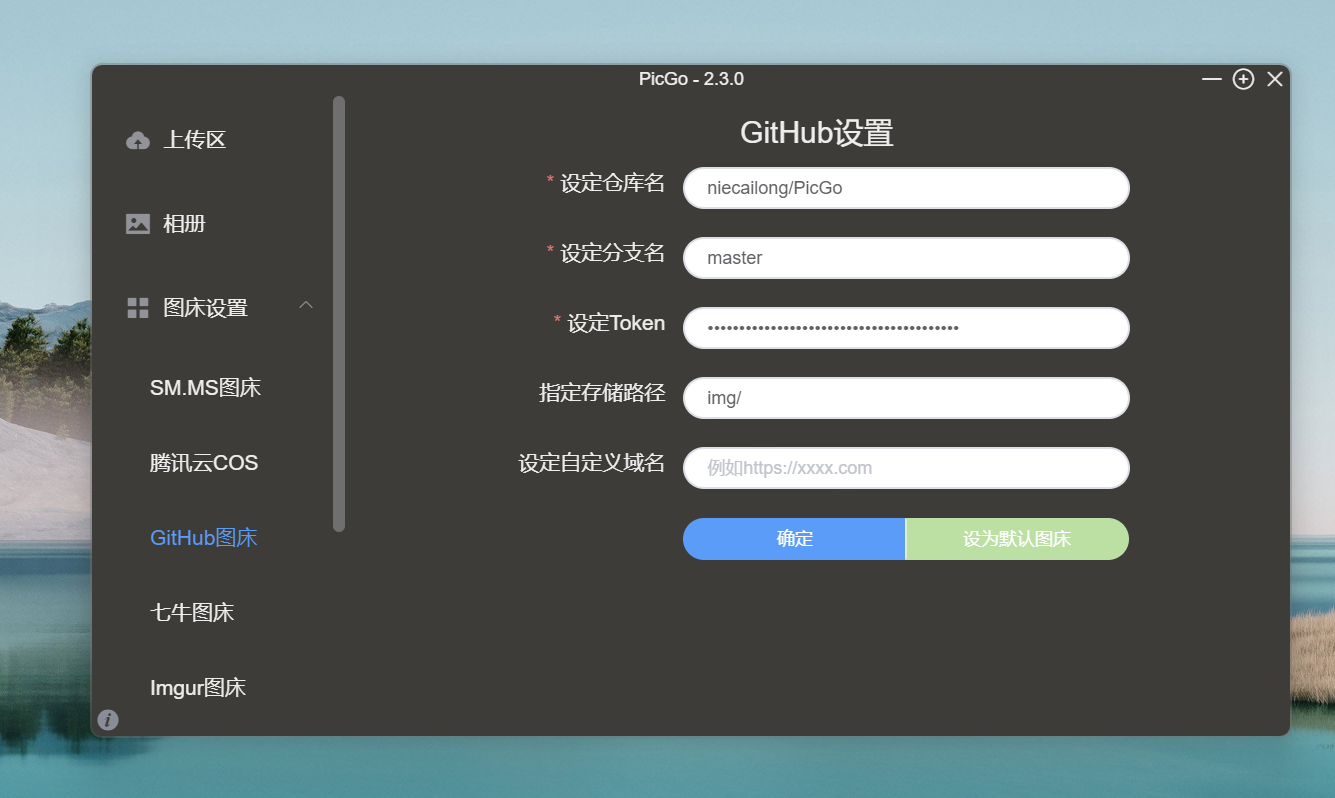 PicGo - 2.3.0
上传区
相册
图床设置
SM.MS图床
腾讯云COS
GitHub图床
七牛图床
Imgur图床
GitHub设置
* 设定仓库名
niecailong/PicGo
* 设定分支名
master
* 设定Token
••••••••••••••••••••••••••••••••••••••••
指定存储路径
img/
设定自定义域名
例如https://xxxx.com
确定
设为默认图床